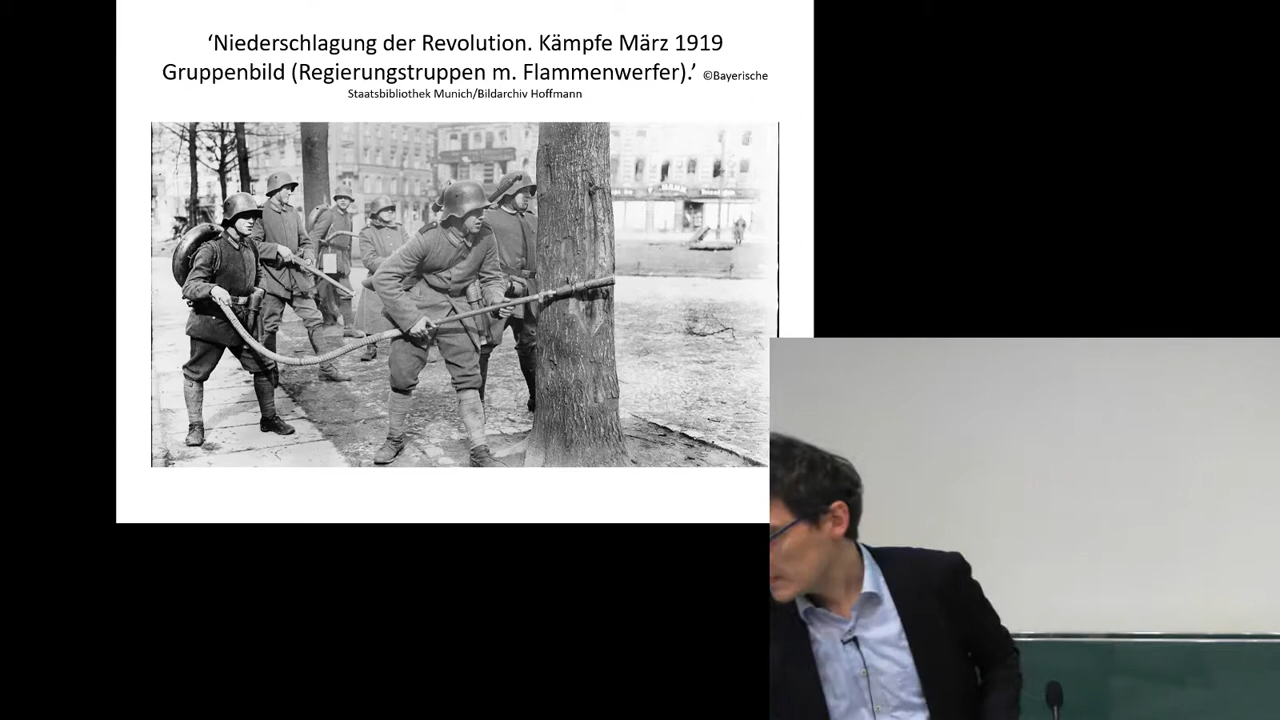 ‘Niederschlagung der Revolution. Kämpfe März 1919
Gruppenbild (Regierungstruppen m. Flammenwerfer).’ ©Bayerische
Staatsbibliothek Munich/Bildarchiv Hoffmann